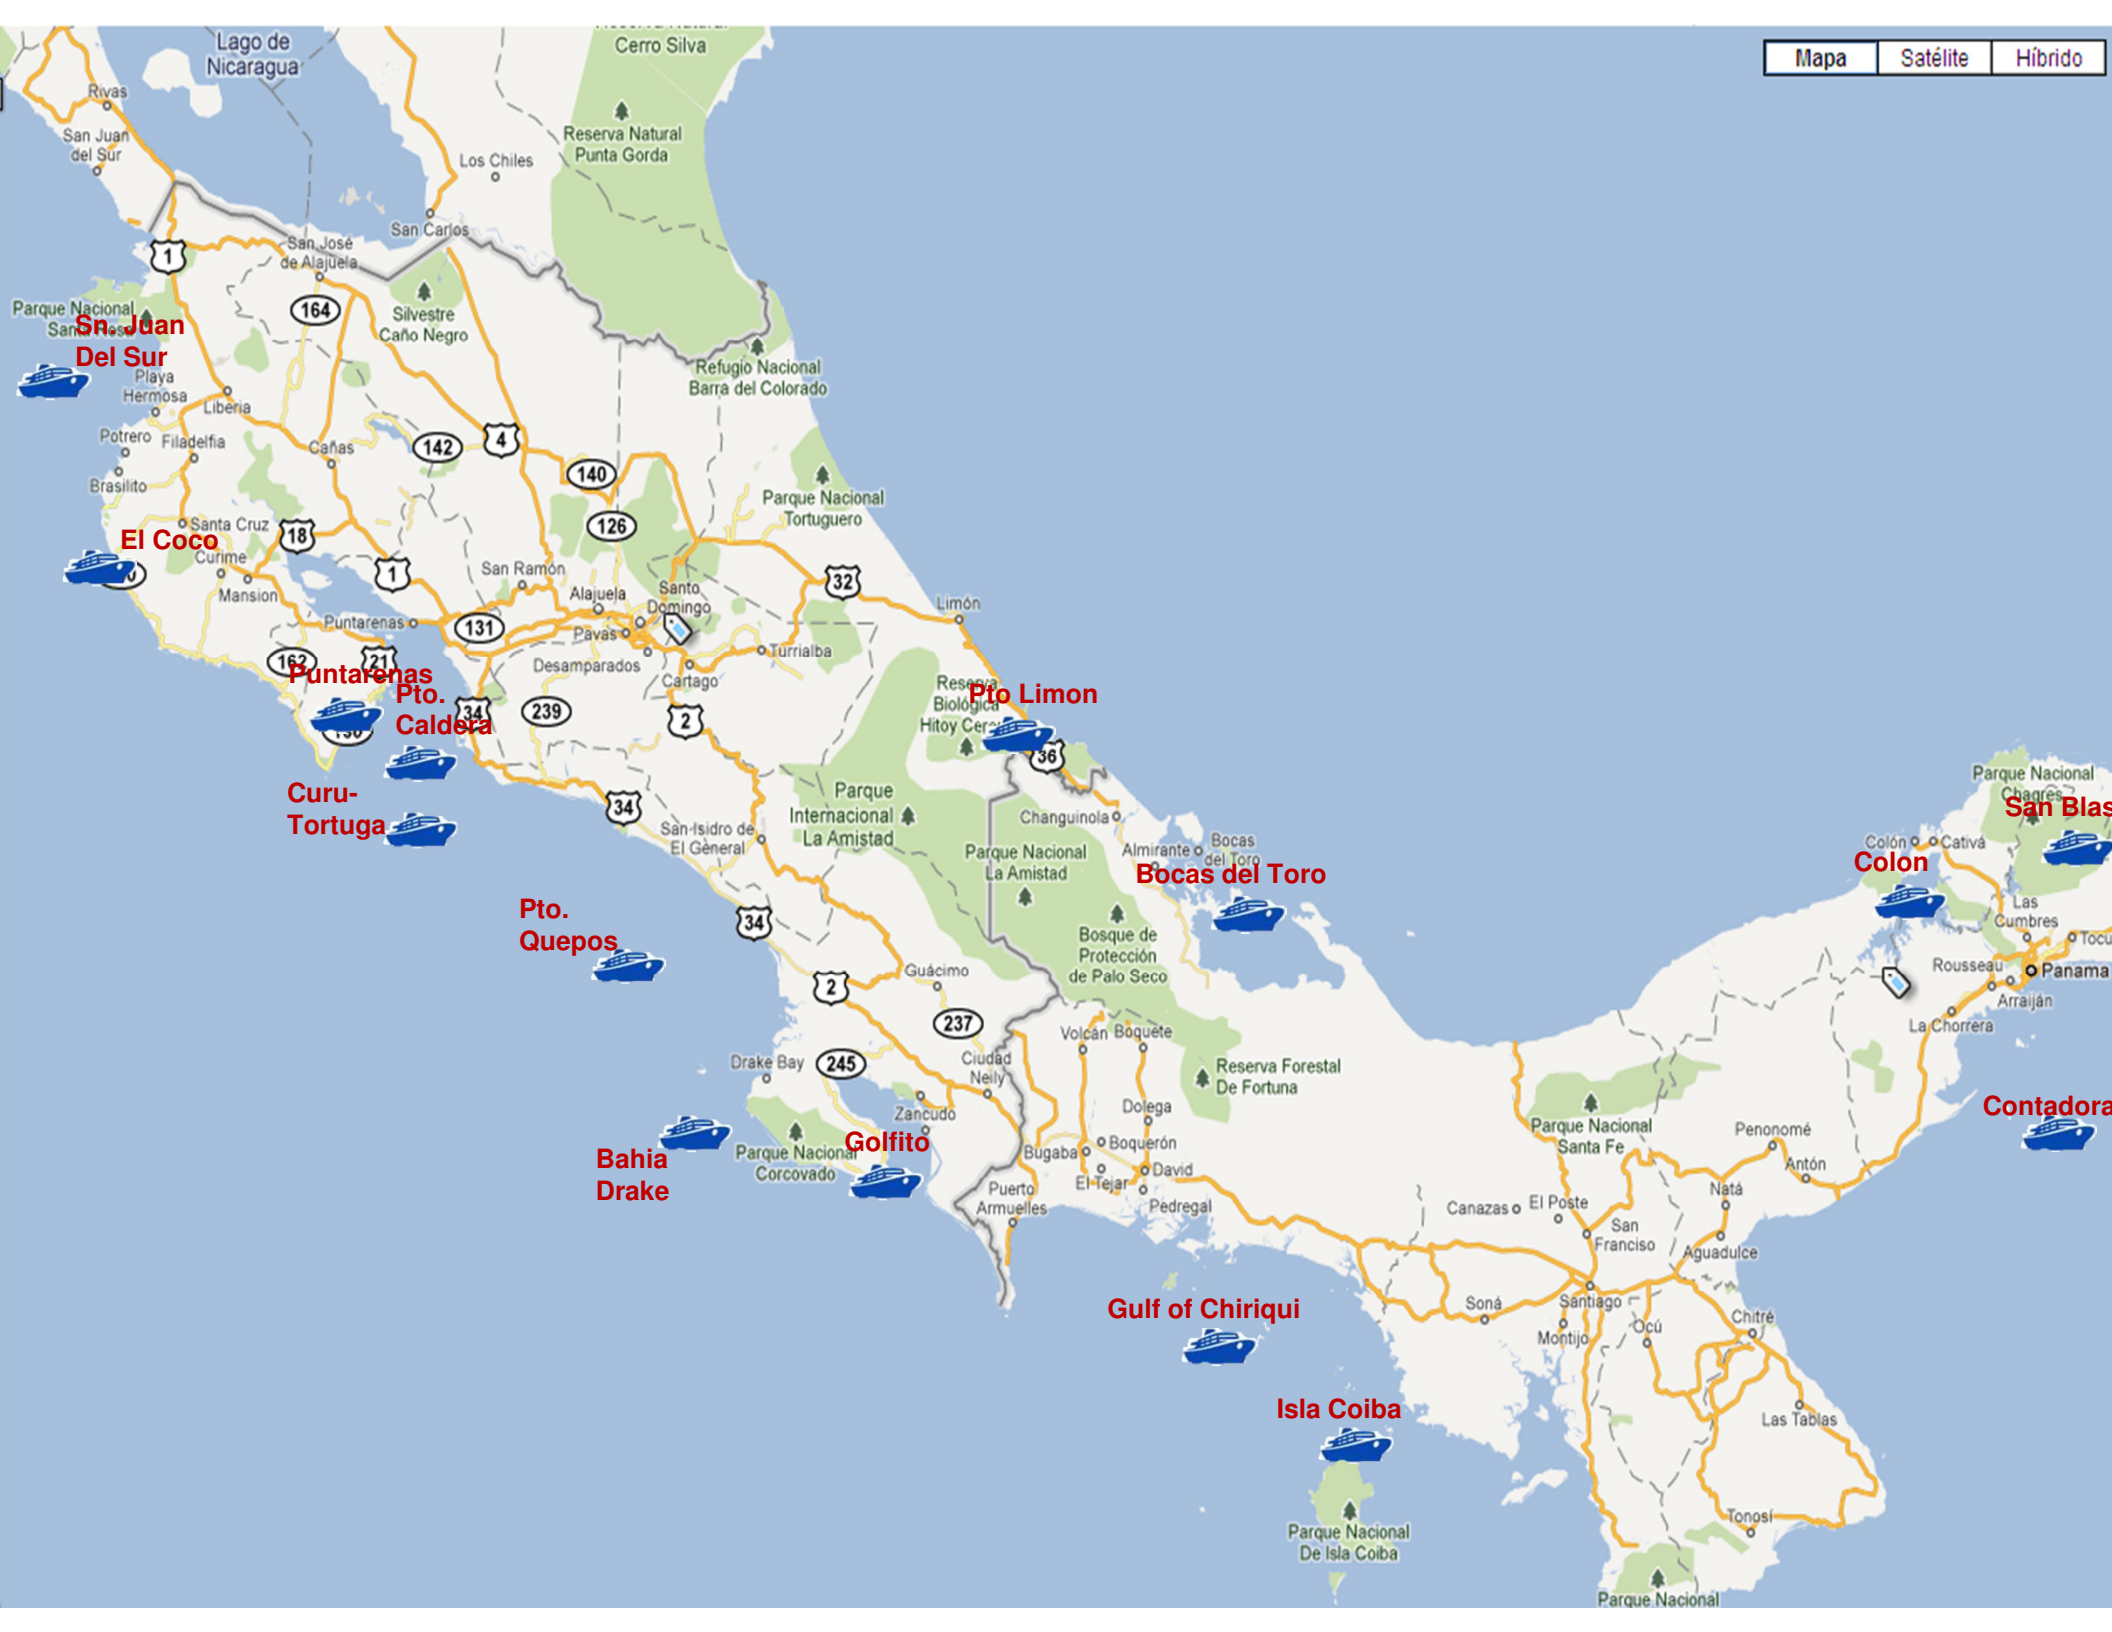 Reserva Natural
Cerro Silva
Lago de
Nicaragua
Mapa
Satélite
Híbrido
Rivas
San Juan
del Sur
Los Chiles
Reserva Natural
Punta Gorda
San Carlos
1
San José
de Alajuela
164
Silvestre
Caño Negro
Parque Nacional
Sn. Juan
Del Sur
Playa
Hermosa
Liberia
Refugio Nacional
Barra del Colorado
Potrero
Filadelfia
Cañas
142
4
140
Brasilito
Parque Nacional
Tortuguero
Santa Cruz
18
126
El Coco
Curime
Mansion
1
San Ramón
Alajuela
Santo
Domingo
32
Limón
Puntarenas
131
Pavas
Turrialba
Desamparados
Cartago
162
21
Puntarenas
Pto.
Caldera
34
239
2
Reserva
Biológica
Hitoy
Pto Limon
36
Curu-
Tortuga
34
San Isidro de
El General
Parque
Internacional
La Amistad
Changuinola
Parque Nacional
La Amistad
Almirante
Bocas
del Toro
Bocas del Toro
Parque Nacional
Chagres
San Blas
Colón
Cativá
Colon
Las
Cumbres
Tocu
Rousseau
Panama
Arraiján
La Chorrera
Pto.
Quepos
34
Bosque de
Protección
de Palo Seco
2
Guácimo
237
Volcán
Boquete
Drake Bay
245
Ciudad
Neily
Reserva Forestal
De Fortuna
Zancudo
Dolega
Golfito
Boquerón
Bugaba
David
El Tejar
Pedregal
Bahia
Drake
Parque Nacional
Corcovado
Puerto
Armuelles
Parque Nacional
Santa Fe
Penonomé
Contadora
Antón
Natá
Canazas
El Poste
San
Franciso
Aguadulce
Gulf of Chiriqui
Soná
Santiago
Montijo
Ocú
Chitré
Isla Coiba
Las Tablas
Parque Nacional
De Isla Coiba
Tonosí
Parque Nacional